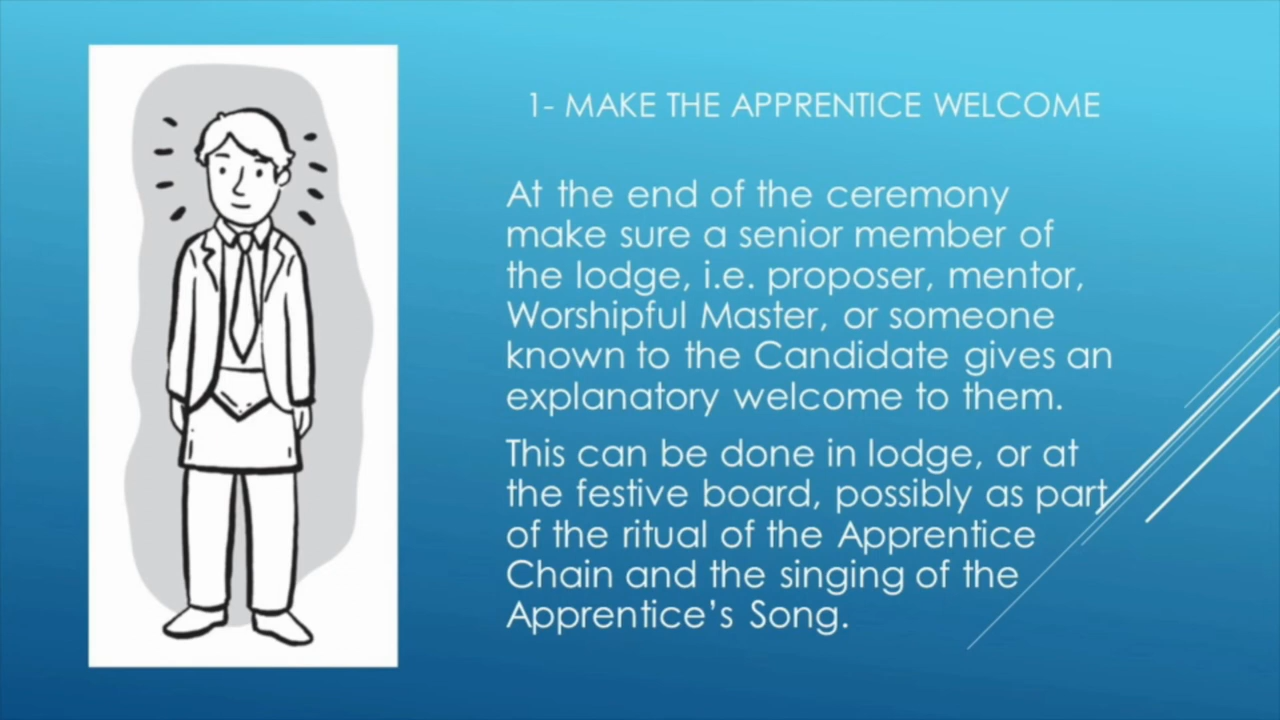 1- MAKE THE APPRENTICE WELCOME
At the end of the ceremony
make sure a senior member of
the lodge, i.e. proposer, mentor,
Worshipful Master, or someone
known to the Candidate gives an
explanatory welcome to them.
This can be done in lodge, or at
the festive board, possibly as part
of the ritual of the Apprentice
Chain and the singing of the
Apprentice’s Song.